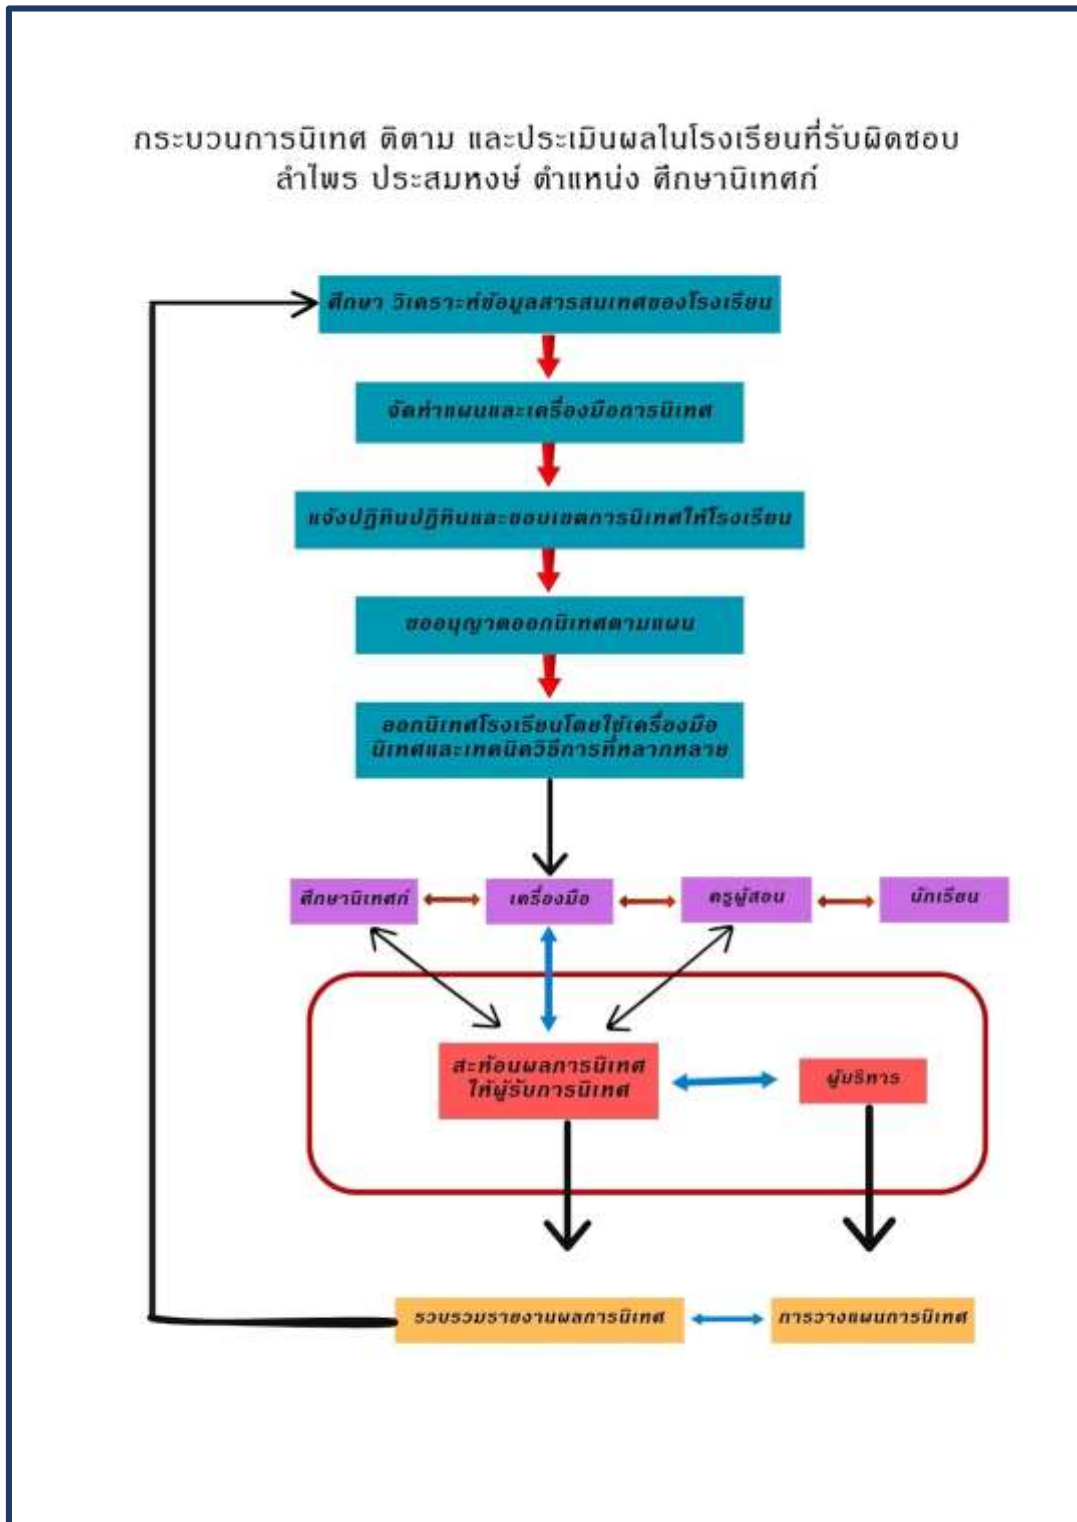 กระบวนการนิเทศ ติตาม และประเมินผลในโรงเรียนที่รับผิดชอบ
ลำไพร ประสมหงษ์ ตำแหน่ง ศึกษานิเทศก์
ศึกษา วิเคราะห์ข้อมูลสารสนเทศของโรงเรียน
จัดทำแผนและเครื่องมือการนิเทศ
แจ้งปฏิทินปฏิทินและขอบเขตการนิเทศให้โรงเรียน
ขออนุญาตออกนิเทศตามแผน
ออกนิเทศโรงเรียนโดยใช้เครื่องมือ
นิเทศและเทคนิควิธีการที่หลากหลาย
ศึกษานิเทศก์
เครื่องมือ
ครูผู้สอน
นักเรียน
สะท้อนผลการนิเทศ
ให้ผู้รับการนิเทศ
ผู้บริหาร
รวบรวมรายงานผลการนิเทศ
การวางแผนการนิเทศ